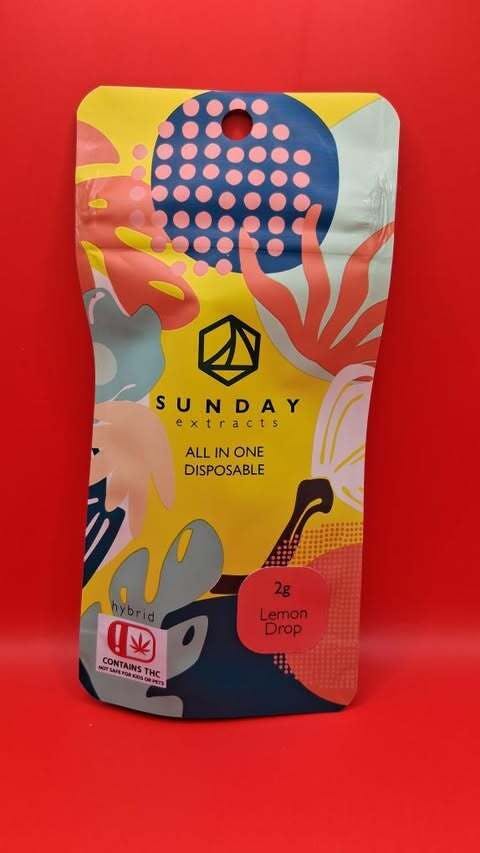 SUNDAY
extracts
ALL IN ONE
DISPOSABLE
2g
Lemon
Drop
hybrid
CONTAINS THC
NOT SAFE FOR KIDS OR PETS